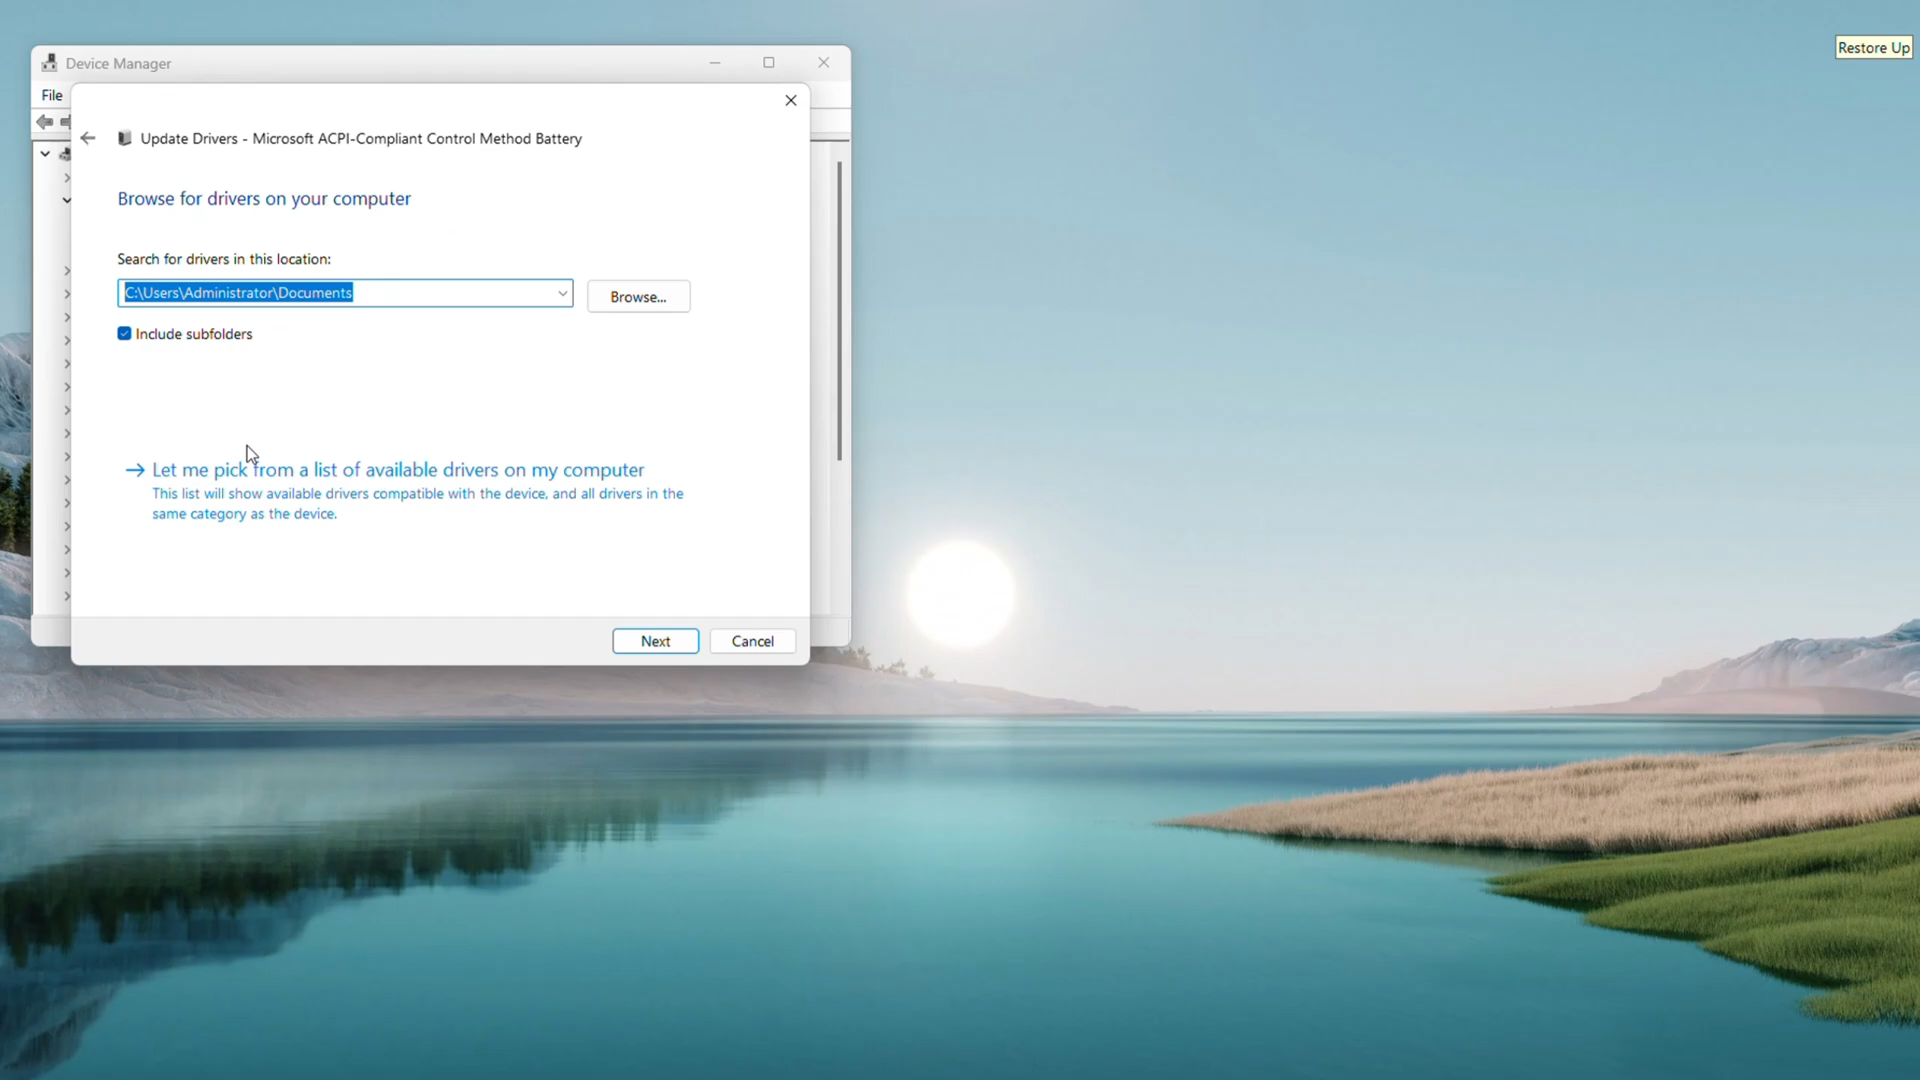 Restore Up
Device Manager
File
Update Drivers - Microsoft ACPI-Compliant Control Method Battery
Browse for drivers on your computer
Search for drivers in this location:
C:\Users\Administrator\Documents
Browse...
Include subfolders
Let me pick from a list of available drivers on my computer
This list will show available drivers compatible with the device, and all drivers in the
same category as the device.
Next
Cancel